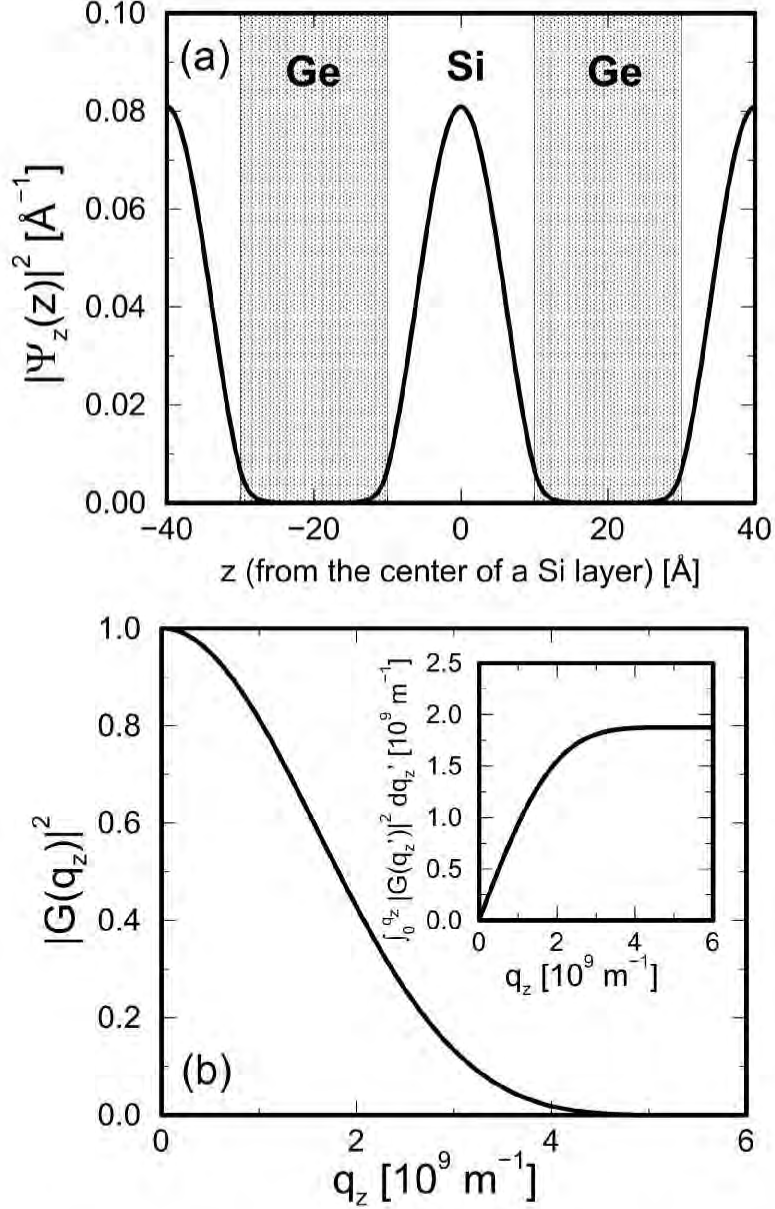 0.10
(a)
Ge
Si
Ge
0.08
0.06
0.04
0.02
0.00
|Ψz(z)|² [Å⁻¹]
−40 −20 0 20 40
z (from the center of a Si layer) [Å]
1.0
0.8
0.6
0.4
0.2
0.0
|G(qz)|²
2.5
2.0
1.5
1.0
0.5
0.0
∫₀^qz |G(qz')|² dqz' [10⁹ m⁻¹]
0 2 4 6
qz [10⁹ m⁻¹]
(b)
0 2 4 6
qz [10⁹ m⁻¹]